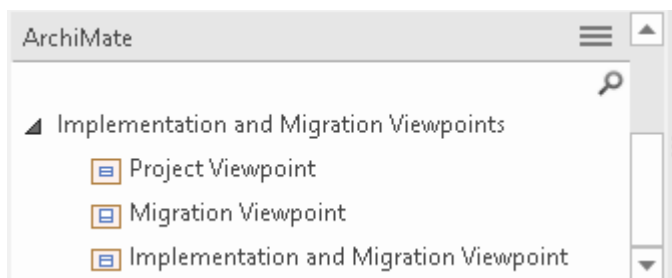 ArchiMate
Implementation and Migration Viewpoints
Project Viewpoint
Migration Viewpoint
Implementation and Migration Viewpoint